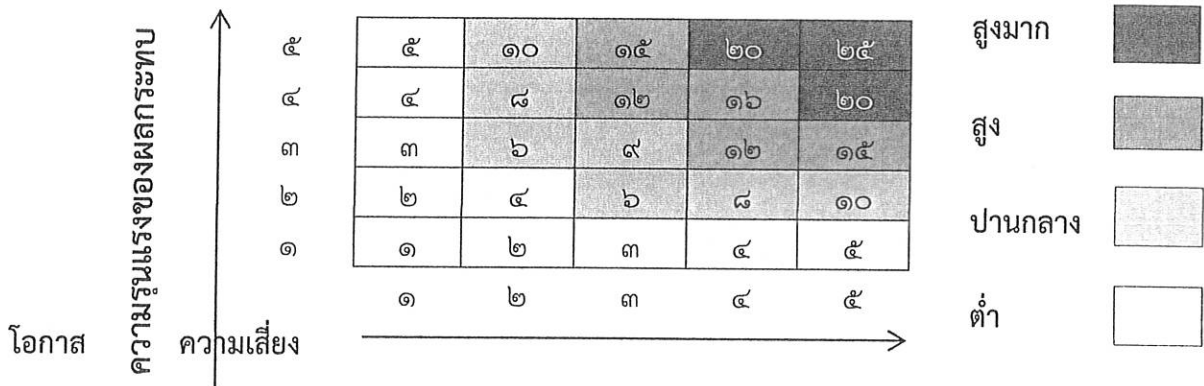 ความรุนแรงของผลกระทบ
๕ ๕ ๑๐ ๑๕ ๒๐ ๒๕
๔ ๔ ๘ ๑๒ ๑๖ ๒๐
๓ ๓ ๖ ๙ ๑๒ ๑๕
๒ ๒ ๔ ๖ ๘ ๑๐
๑ ๑ ๒ ๓ ๔ ๕
๑ ๒ ๓ ๔ ๕
โอกาส ความเสี่ยง
สูงมาก
สูง
ปานกลาง
ต่ำ